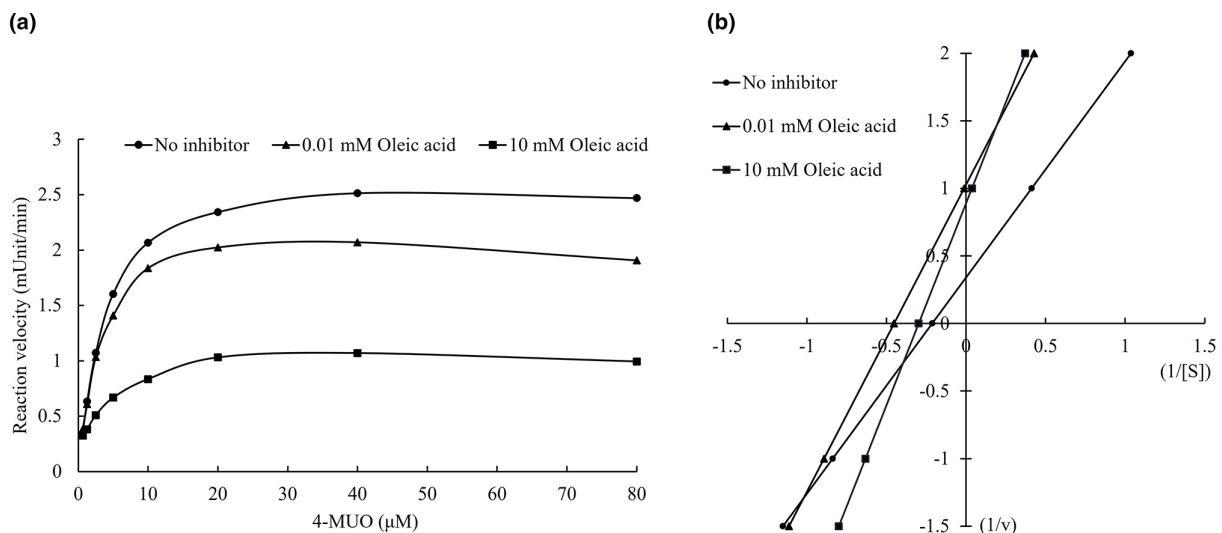 (a)
3
2.5
2
1.5
1
0.5
0
No inhibitor
0.01 mM Oleic acid
10 mM Oleic acid
Reaction velocity (mUnit/min)
0 10 20 30 40 50 60 70 80
4-MUO (µM)
(b)
No inhibitor
0.01 mM Oleic acid
10 mM Oleic acid
2
1.5
1
0.5
0
-0.5
-1
-1.5
-1.5 -1 -0.5 0 0.5 1 1.5
(1/[S])
(1/v)